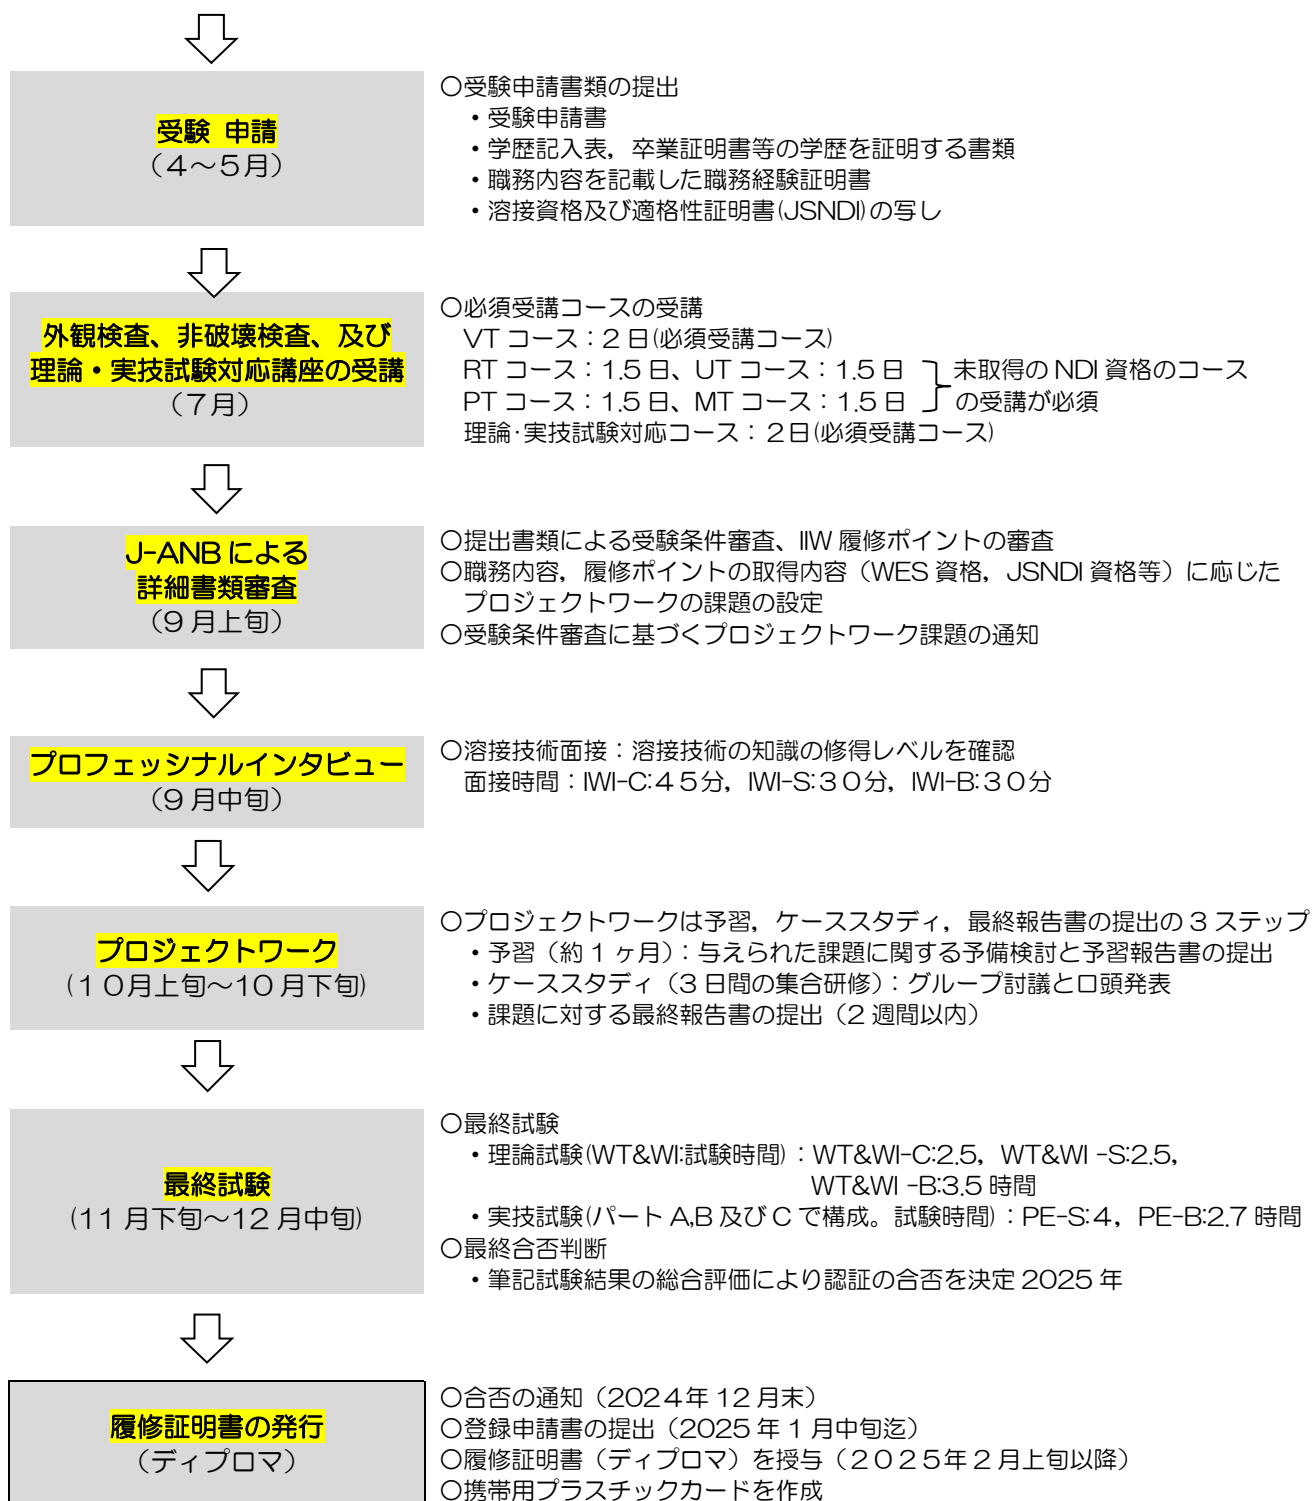 受験 申請
（４～５月）
〇受験申請書類の提出
・受験申請書
・学歴記入表，卒業証明書等の学歴を証明する書類
・職務内容を記載した職務経験証明書
・溶接資格及び適格性証明書(JSNDI)の写し
外観検査、非破壊検査、及び
理論・実技試験対応講座の受講
（７月）
〇必須受講コースの受講
VT コース：２日(必須受講コース)
RT コース：1.5 日、UT コース：1.5 日
PT コース：1.5 日、MT コース：1.5 日
未取得の NDI 資格のコース
の受講が必須
理論・実技試験対応コース：２日(必須受講コース)
J-ANB による
詳細書類審査
（９月上旬）
〇提出書類による受験条件審査、IIW 履修ポイントの審査
〇職務内容，履修ポイントの取得内容（WES 資格，JSNDI 資格等）に応じた
プロジェクトワークの課題の設定
〇受験条件審査に基づくプロジェクトワーク課題の通知
プロフェッショナルインタビュー
（９月中旬）
〇溶接技術面接：溶接技術の知識の修得レベルを確認
面接時間：IWI-C:４５分，IWI-S:３０分，IWI-B:３０分
プロジェクトワーク
(１０月上旬～10 月下旬)
〇プロジェクトワークは予習，ケーススタディ，最終報告書の提出の 3 ステップ
・予習（約 1 ヶ月）：与えられた課題に関する予備検討と予習報告書の提出
・ケーススタディ（3 日間の集合研修）：グループ討議と口頭発表
・課題に対する最終報告書の提出（2 週間以内）
最終試験
(11 月下旬～12 月中旬)
〇最終試験
・理論試験(WT&WI:試験時間)：WT&WI-C:2.5，WT&WI -S:2.5，
WT&WI -B:3.5 時間
・実技試験(パート A,B 及び C で構成。試験時間)：PE-S:4，PE-B:2.7 時間
〇最終合否判断
・筆記試験結果の総合評価により認証の合否を決定 2025 年
履修証明書の発行
（ディプロマ）
〇合否の通知（2024年 12 月末）
〇登録申請書の提出（2025 年 1 月中旬迄）
〇履修証明書（ディプロマ）を授与（２０２５年 2 月上旬以降）
〇携帯用プラスチックカードを作成